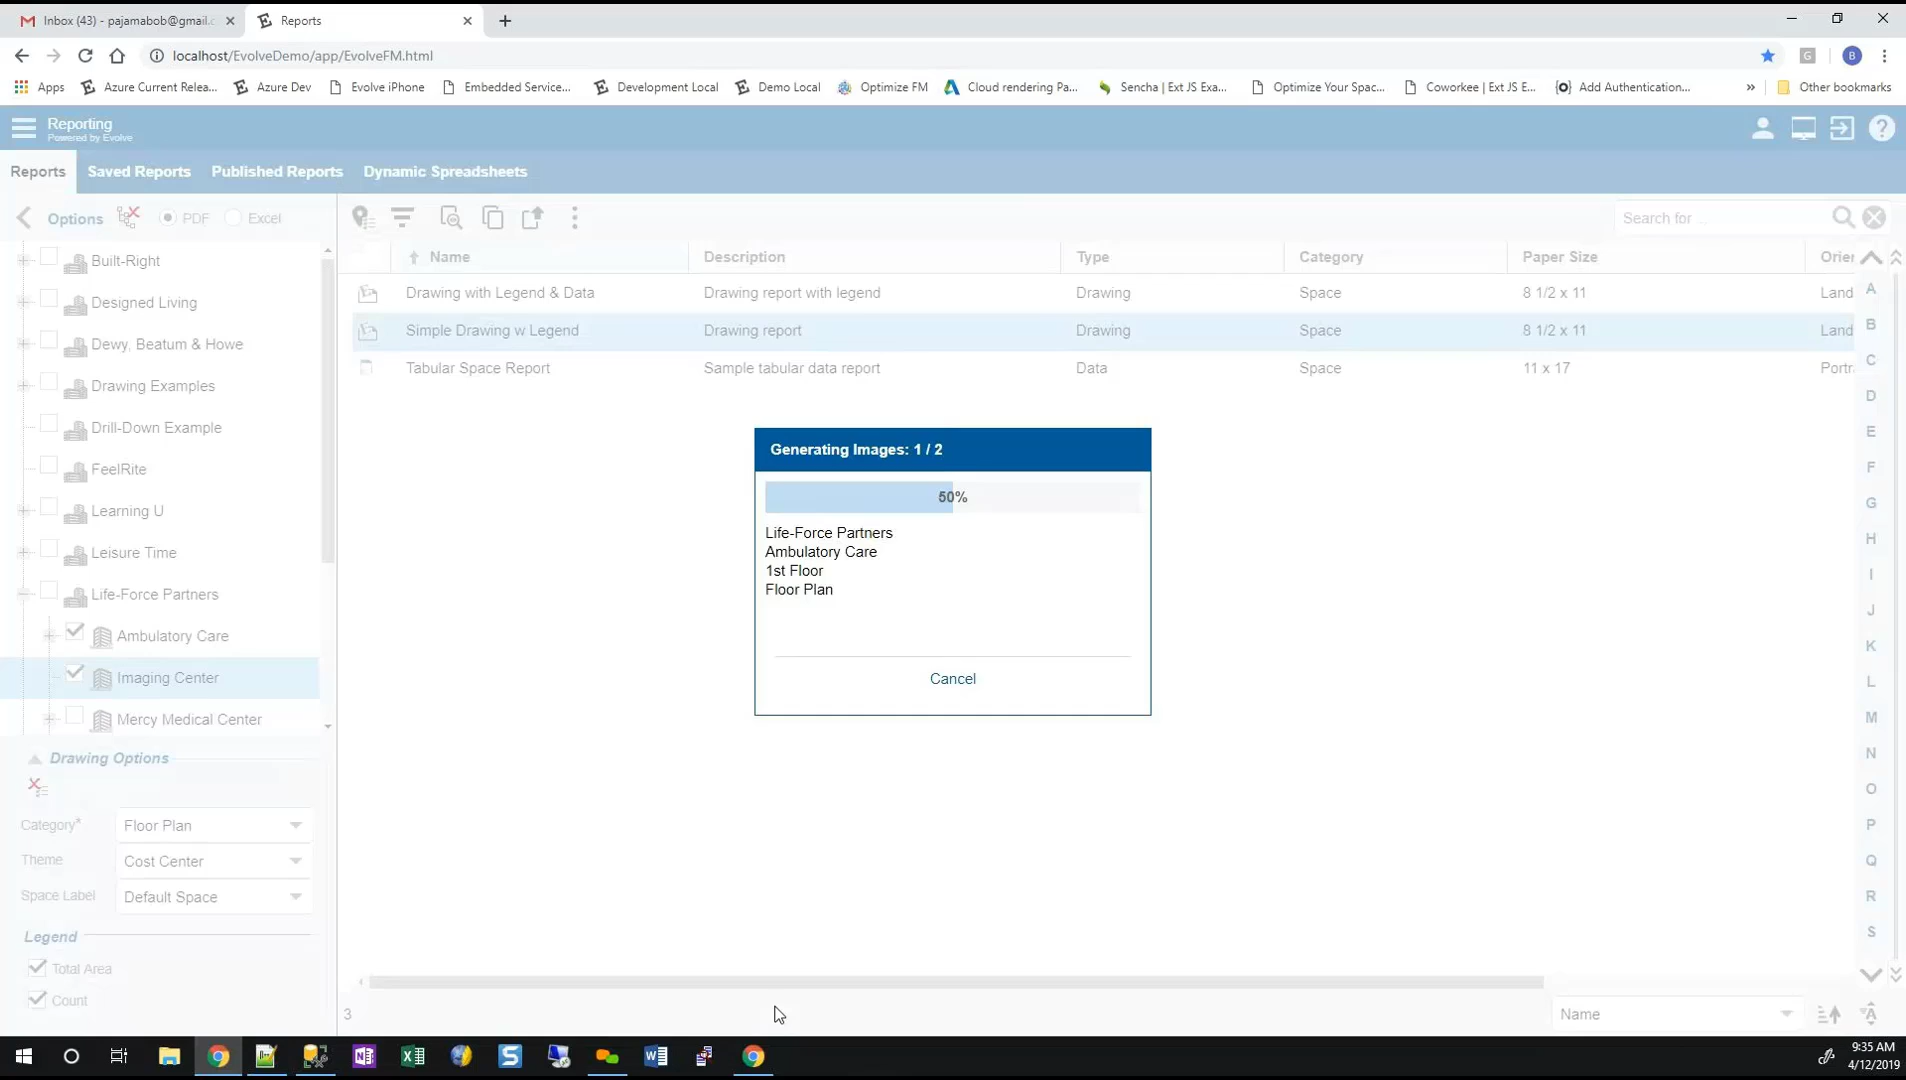 Inbox (43) - pajamabob@gmail.c
Reports
localhost/EvolveDemo/app/EvolveFM.html
G
B
Apps
Azure Current Relea...
Azure Dev
Evolve iPhone
Embedded Service...
Development Local
Demo Local
Optimize FM
Cloud rendering Pa...
Sencha | Ext JS Exa...
Optimize Your Spac...
Coworkee | Ext JS E...
Add Authentication...
»
Other bookmarks
Reporting
Powered by Evolve
Reports
Saved Reports
Published Reports
Dynamic Spreadsheets
Options
PDF
Excel
Search for ...
Name
Description
Type
Category
Paper Size
Orier
Drawing with Legend & Data
Drawing report with legend
Drawing
Space
8 1/2 x 11
Land
Simple Drawing w Legend
Drawing report
Drawing
Space
8 1/2 x 11
Land
Tabular Space Report
Sample tabular data report
Data
Space
11 x 17
Portr
Built-Right
Designed Living
Dewy, Beatum & Howe
Drawing Examples
Drill-Down Example
FeelRite
Learning U
Leisure Time
Life-Force Partners
Ambulatory Care
Imaging Center
Mercy Medical Center
Generating Images: 1 / 2
50%
Life-Force Partners
Ambulatory Care
1st Floor
Floor Plan
Cancel
Drawing Options
Category*
Floor Plan
Theme
Cost Center
Space Label
Default Space
Legend
Total Area
Count
A
B
C
D
E
F
G
H
I
J
K
L
M
N
O
P
Q
R
S
3
Name
9:35 AM
4/12/2019